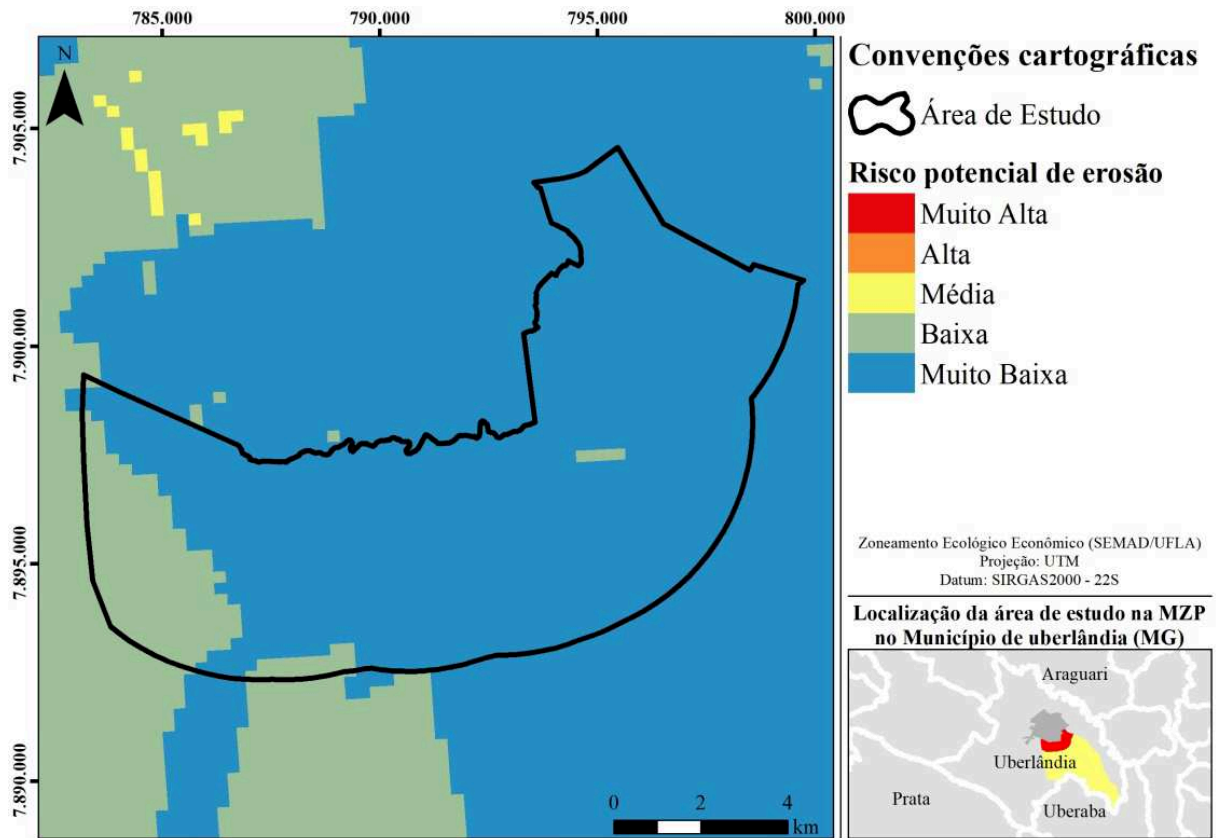 785.000 790.000 795.000 800.000
N
7.905.000
7.900.000
7.895.000
7.890.000
0 2 4
km
Convenções cartográficas
Área de Estudo
Risco potencial de erosão
Muito Alta
Alta
Média
Baixa
Muito Baixa
Zoneamento Ecológico Econômico (SEMAD/UFLA)
Projeção: UTM
Datum: SIRGAS2000 - 22S
Localização da área de estudo na MZP
no Município de uberlândia (MG)
Araguari
Uberlândia
Prata
Uberaba